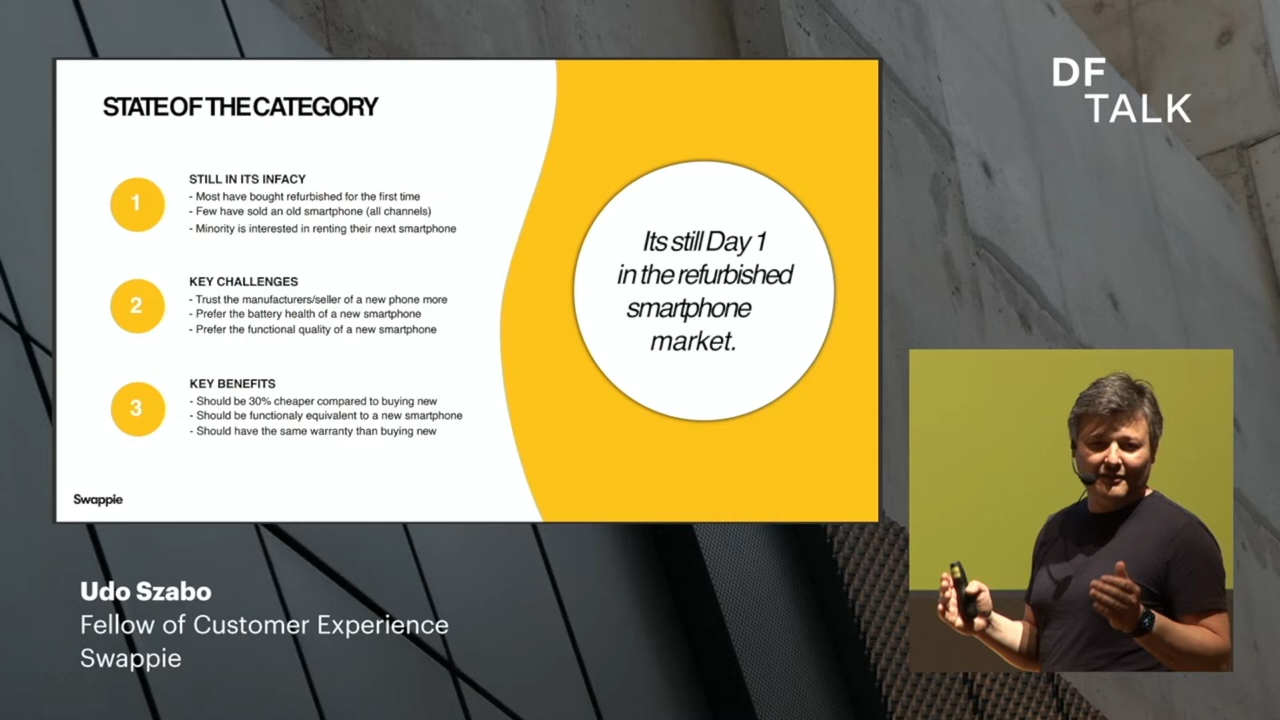 STATE OF THE CATEGORY
1
STILL IN ITS INFACY
- Most have bought refurbished for the first time
- Few have sold an old smartphone (all channels)
- Minority is interested in renting their next smartphone
2
KEY CHALLENGES
- Trust the manufacturers/seller of a new phone more
- Prefer the battery health of a new smartphone
- Prefer the functional quality of a new smartphone
3
KEY BENEFITS
- Should be 30% cheaper compared to buying new
- Should be functionaly equivalent to a new smartphone
- Should have the same warranty than buying new
Swappie
Its still Day 1
in the refurbished
smartphone
market.
DF
TALK
Udo Szabo
Fellow of Customer Experience
Swappie